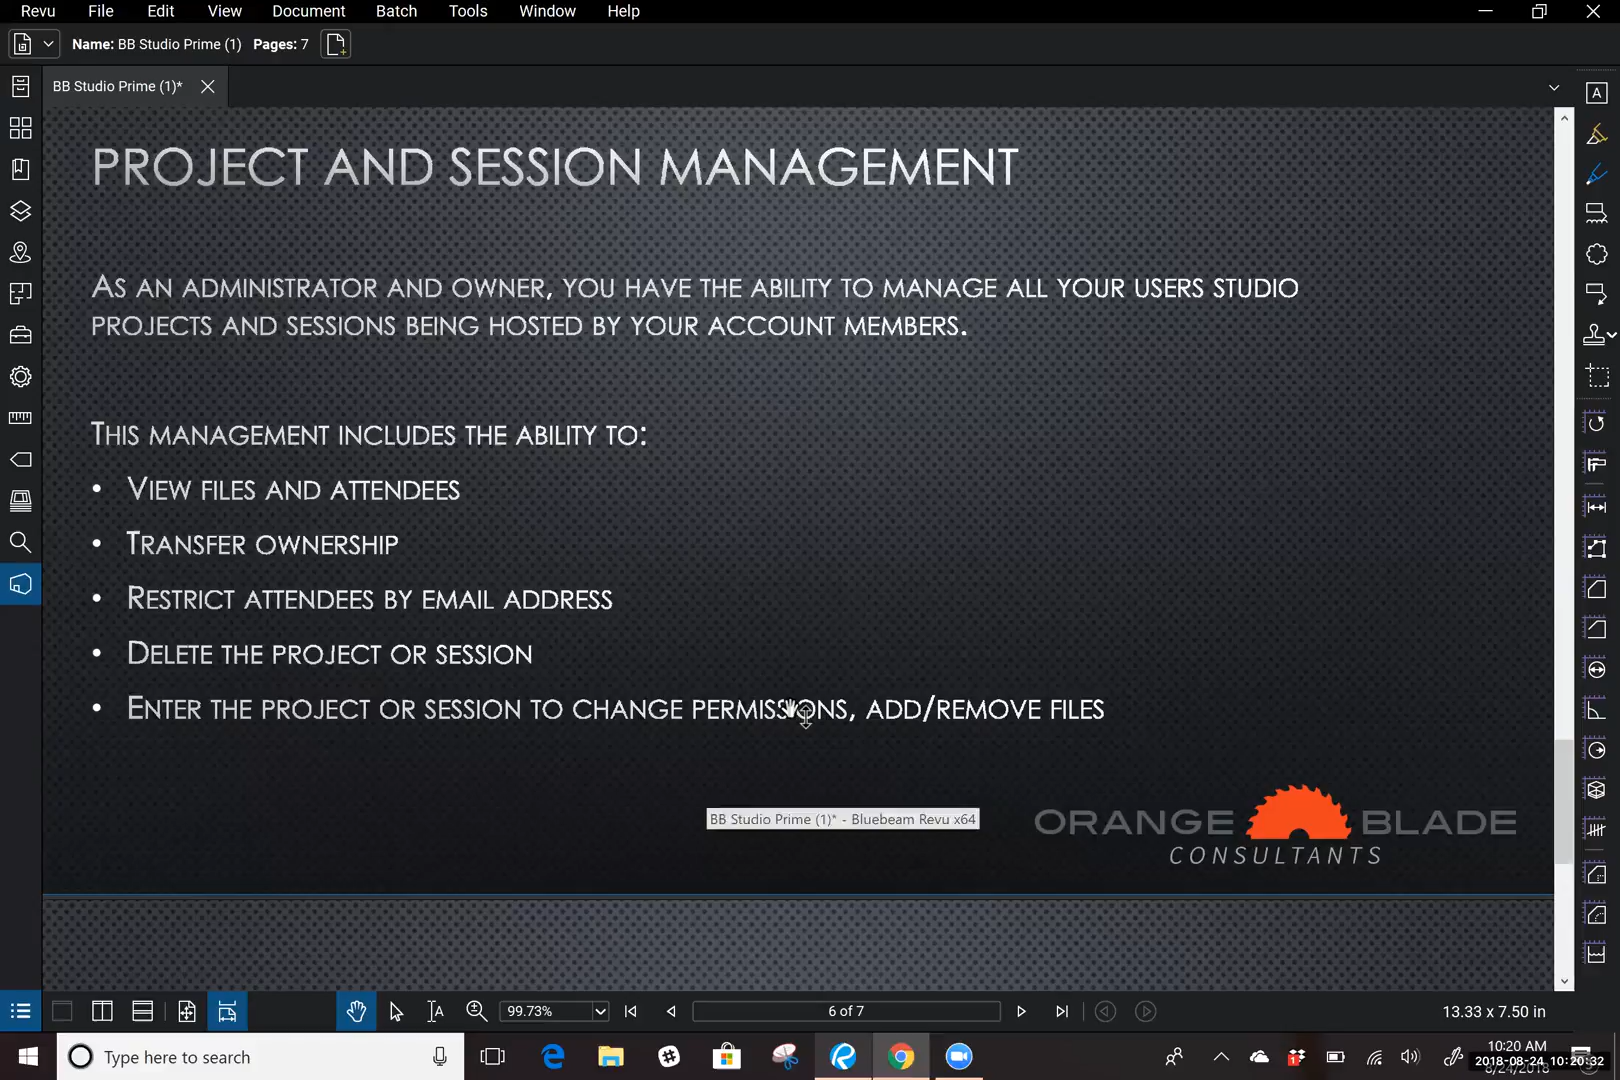 Revu File Edit View Document Batch Tools Window Help
Name: BB Studio Prime (1) Pages: 7
BB Studio Prime (1)*
PROJECT AND SESSION MANAGEMENT
AS AN ADMINISTRATOR AND OWNER, YOU HAVE THE ABILITY TO MANAGE ALL YOUR USERS STUDIO
PROJECTS AND SESSIONS BEING HOSTED BY YOUR ACCOUNT MEMBERS.
THIS MANAGEMENT INCLUDES THE ABILITY TO:
• VIEW FILES AND ATTENDEES
• TRANSFER OWNERSHIP
• RESTRICT ATTENDEES BY EMAIL ADDRESS
• DELETE THE PROJECT OR SESSION
• ENTER THE PROJECT OR SESSION TO CHANGE PERMISSIONS, ADD/REMOVE FILES
BB Studio Prime (1)* - Bluebeam Revu x64
ORANGE BLADE
CONSULTANTS
99.73%
6 of 7
13.33 x 7.50 in
Type here to search
10:20 AM
2018-08-24 10:20:32
8/24/2018